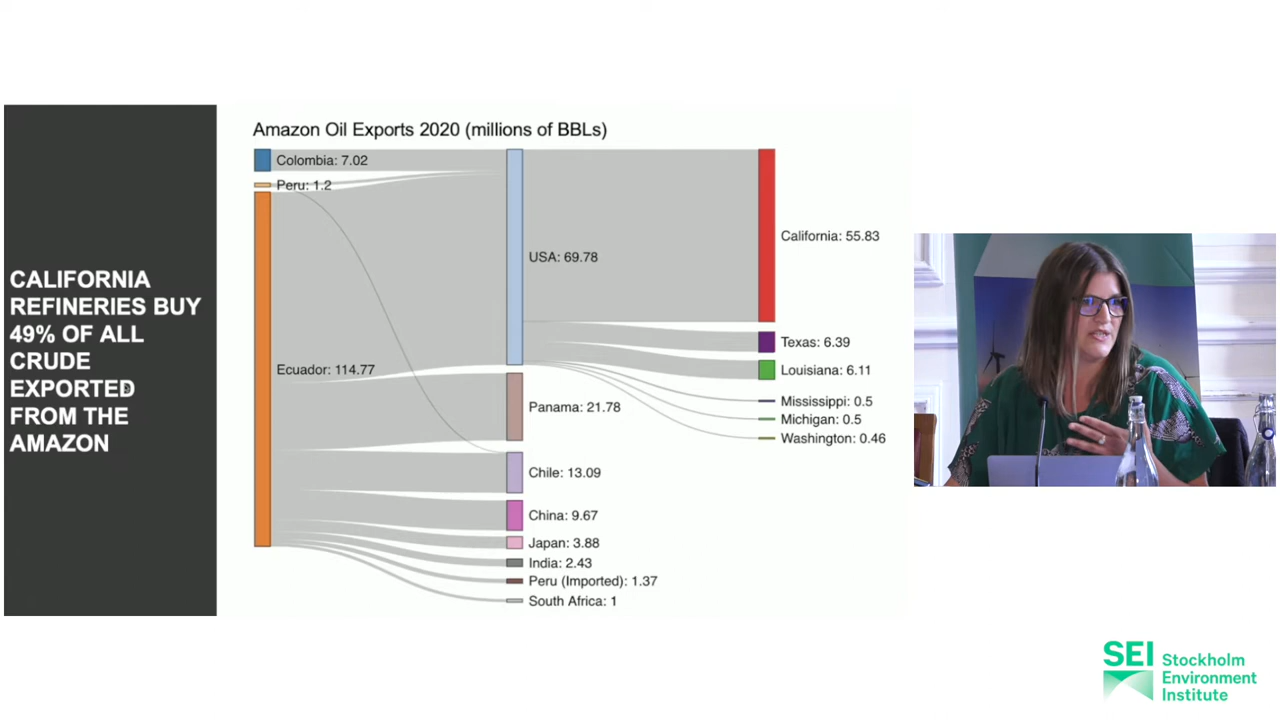 CALIFORNIA
REFINERIES BUY
49% OF ALL
CRUDE
EXPORTED
FROM THE
AMAZON
Amazon Oil Exports 2020 (millions of BBLs)
Colombia: 7.02
Peru: 1.2
Ecuador: 114.77
USA: 69.78
Panama: 21.78
Chile: 13.09
China: 9.67
Japan: 3.88
India: 2.43
Peru (Imported): 1.37
South Africa: 1
California: 55.83
Texas: 6.39
Louisiana: 6.11
Mississippi: 0.5
Michigan: 0.5
Washington: 0.46
SEI Stockholm
Environment
Institute